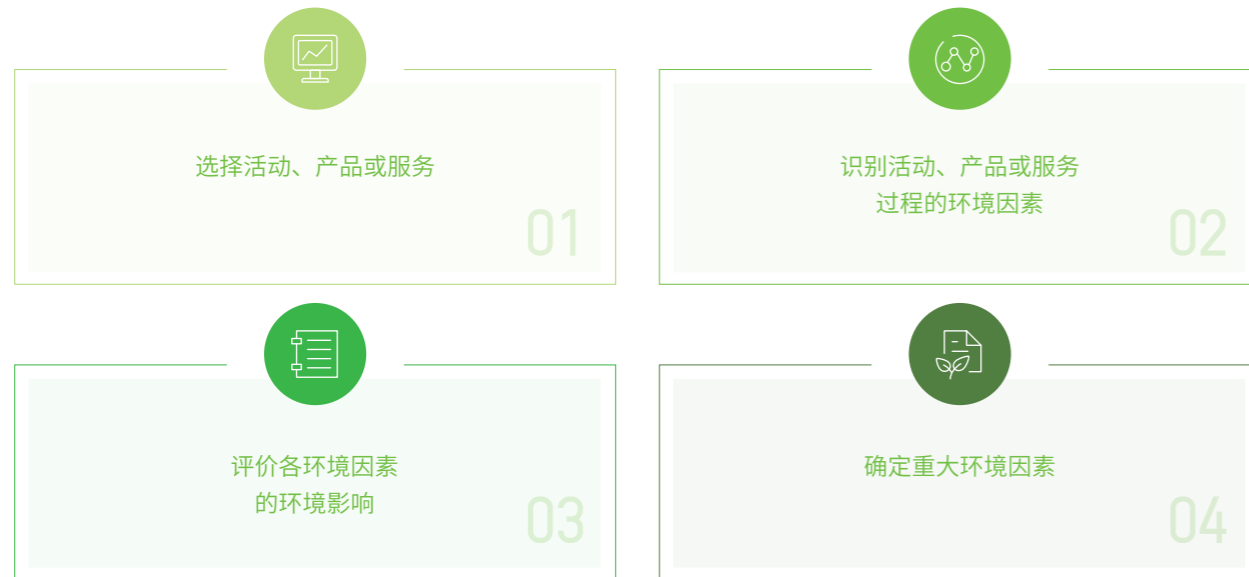 选择活动、产品或服务
01
识别活动、产品或服务
过程的环境因素
02
评价各环境因素
的环境影响
03
确定重大环境因素
04